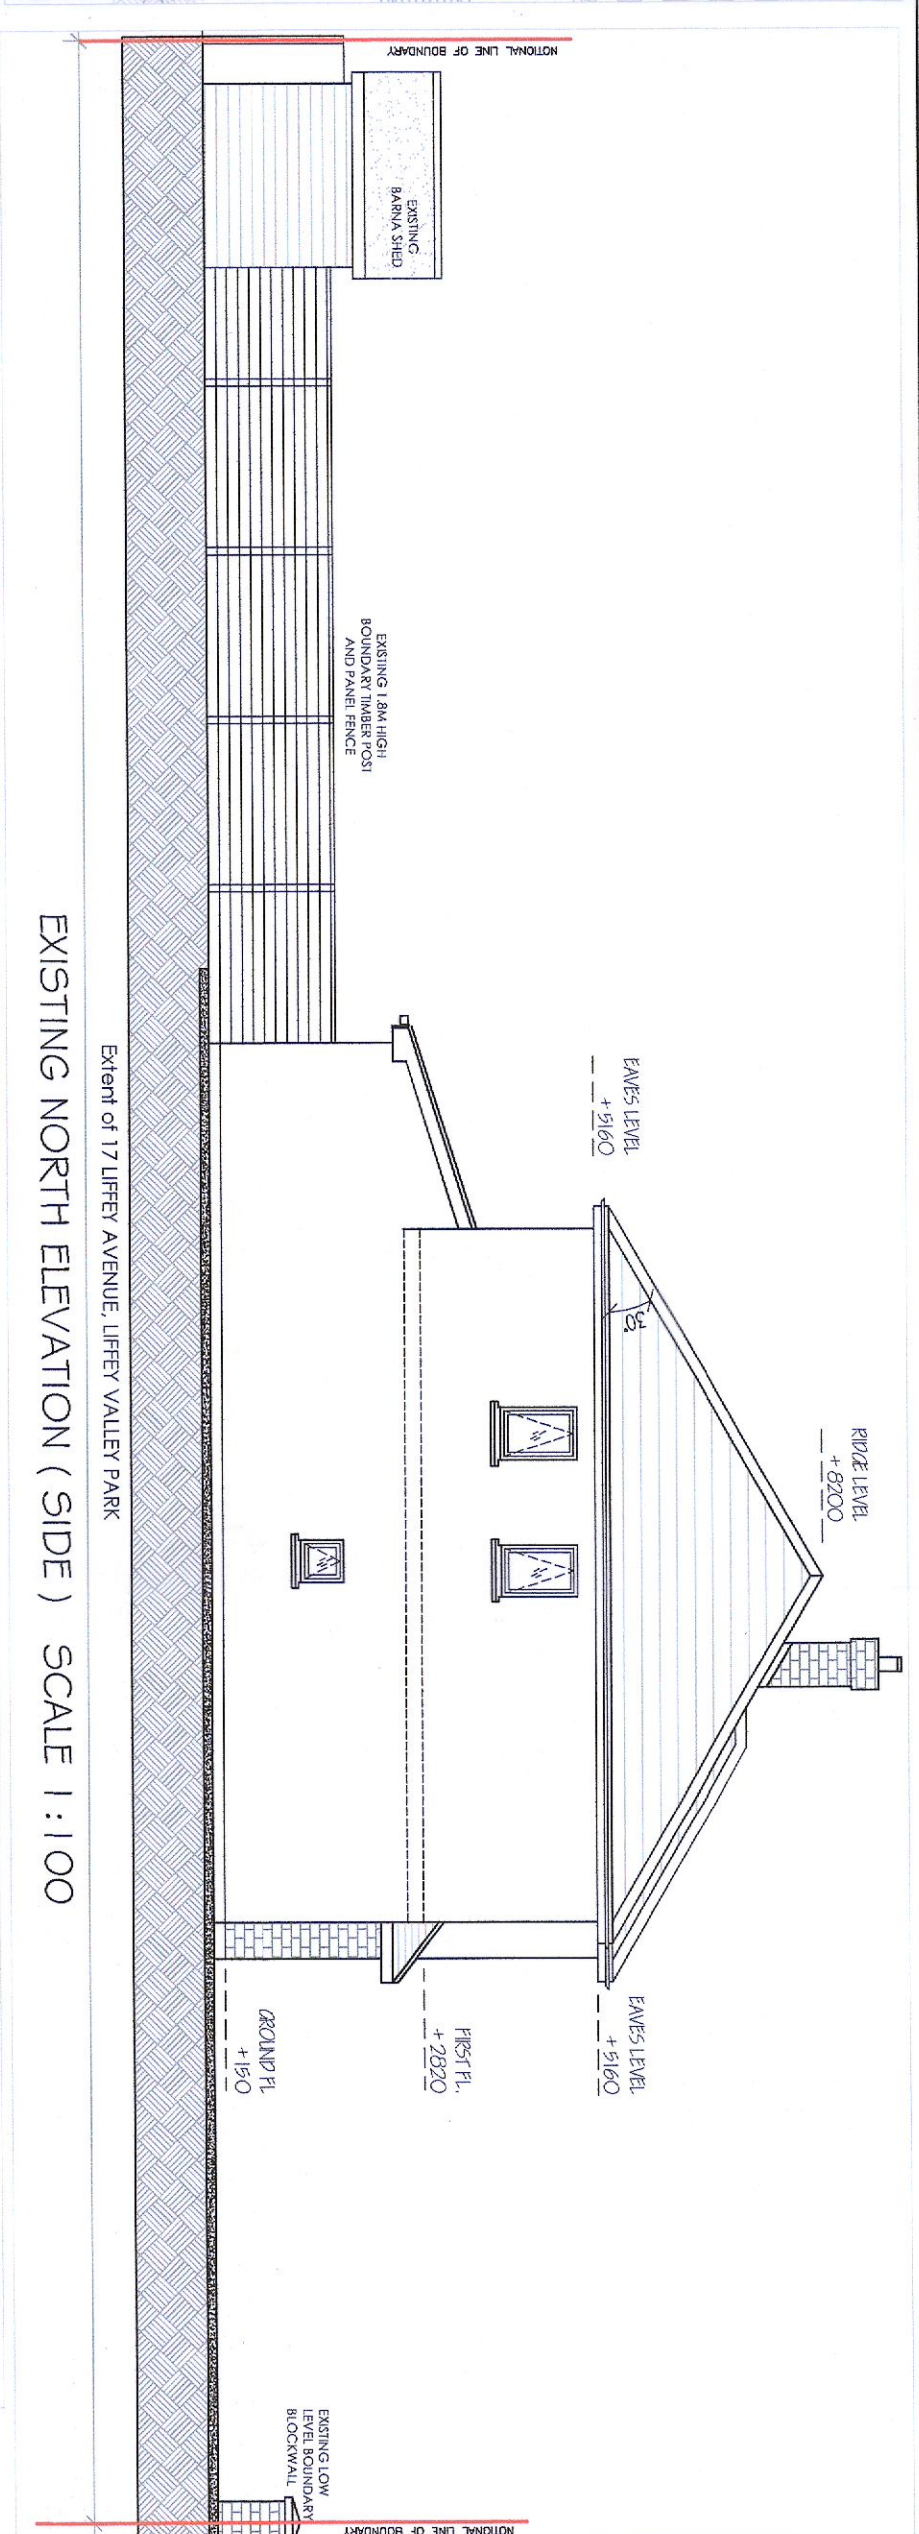 NOTIONAL LINE OF BOUNDARY
EXISTING
BARNA SHED
EXISTING 1.8M HIGH
BOUNDARY TIMBER POST
AND PANEL FENCE
EAVES LEVEL
+5160
30°
RIDGE LEVEL
+8200
EAVES LEVEL
+5160
FIRST FL.
+2820
GROUND FL
+150
EXISTING LOW
LEVEL BOUNDARY
BLOCKWALL
NOTIONAL LINE OF BOUNDARY
Extent of 17 LIFFEY AVENUE, LIFFEY VALLEY PARK
EXISTING NORTH ELEVATION ( SIDE ) SCALE 1:100